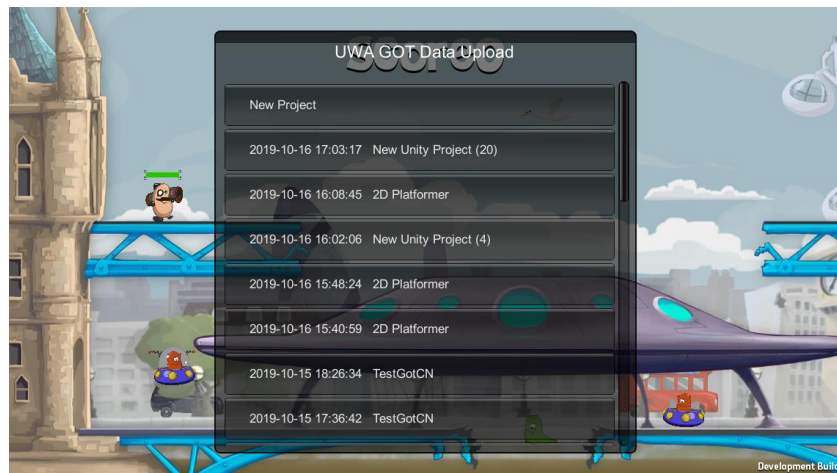 UWA GOT Data Upload
New Project
2019-10-16 17:03:17 New Unity Project (20)
2019-10-16 16:08:45 2D Platformer
2019-10-16 16:02:06 New Unity Project (4)
2019-10-16 15:48:24 2D Platformer
2019-10-16 15:40:59 2D Platformer
2019-10-15 18:26:34 TestGotCN
2019-10-15 17:36:42 TestGotCN
Development Build